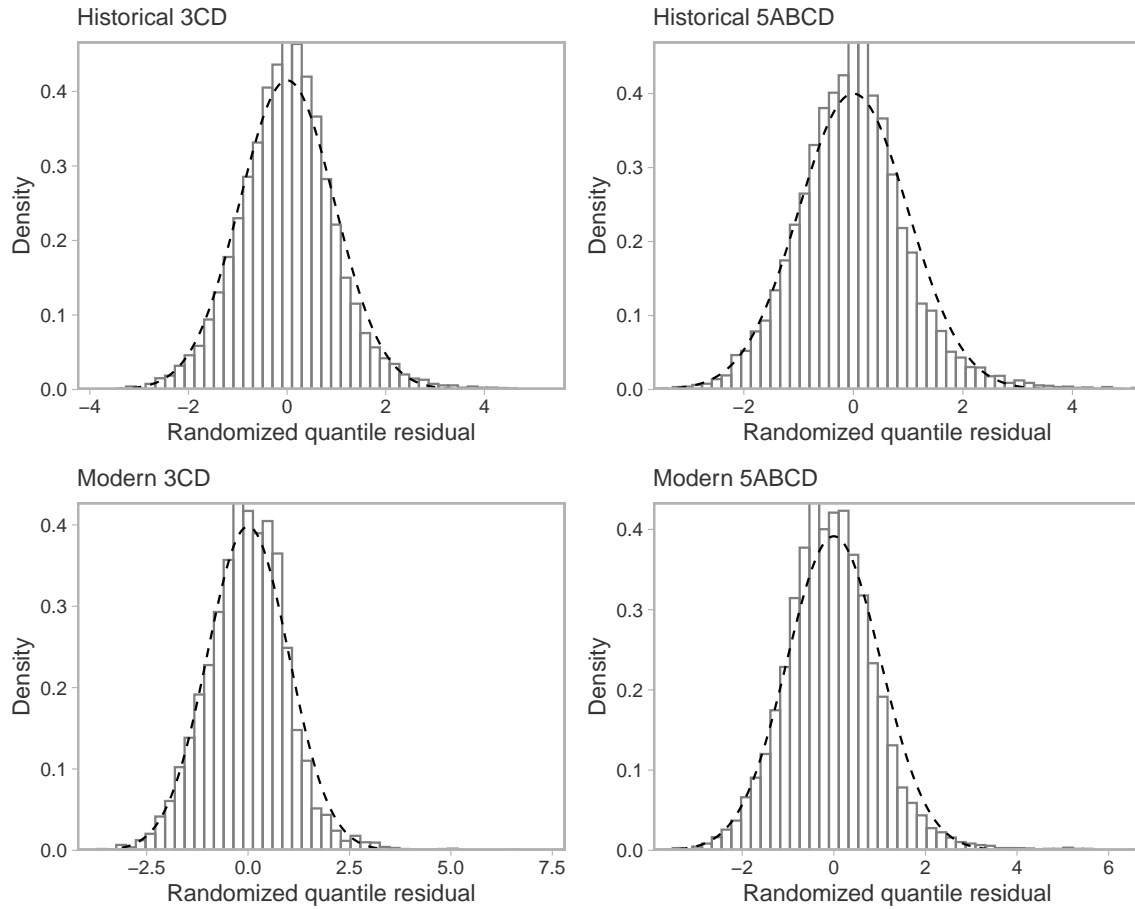 Historical 3CD
0.4
0.3
0.2
0.1
0.0
Density
−4 −2 0 2 4
Randomized quantile residual
Historical 5ABCD
0.4
0.3
0.2
0.1
0.0
Density
−2 0 2 4
Randomized quantile residual
Modern 3CD
0.4
0.3
0.2
0.1
0.0
Density
−2.5 0.0 2.5 5.0 7.5
Randomized quantile residual
Modern 5ABCD
0.4
0.3
0.2
0.1
0.0
Density
−2 0 2 4 6
Randomized quantile residual